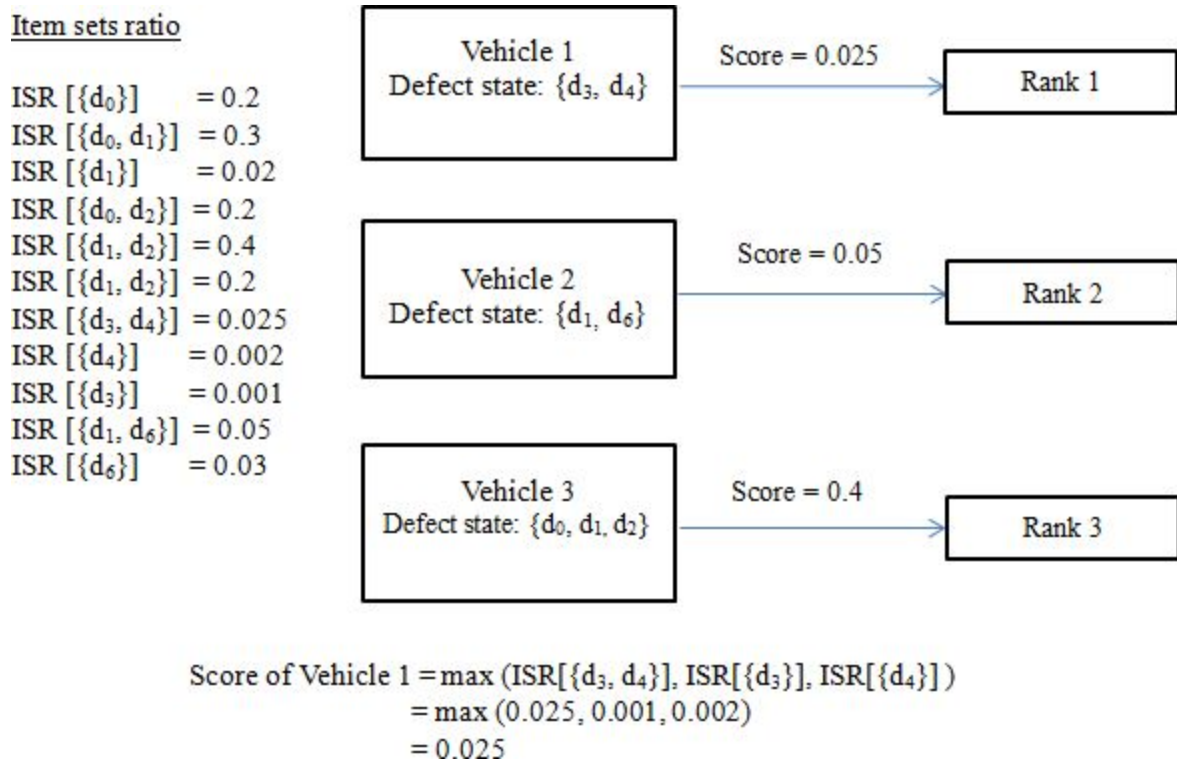 Item sets ratio
ISR [{d₀}] = 0.2
ISR [{d₀, d₁}] = 0.3
ISR [{d₁}] = 0.02
ISR [{d₀, d₂}] = 0.2
ISR [{d₁, d₂}] = 0.4
ISR [{d₁, d₂}] = 0.2
ISR [{d₃, d₄}] = 0.025
ISR [{d₄}] = 0.002
ISR [{d₃}] = 0.001
ISR [{d₁, d₆}] = 0.05
ISR [{d₆}] = 0.03
Vehicle 1
Defect state: {d₃, d₄}
Score = 0.025
Rank 1
Vehicle 2
Defect state: {d₁, d₆}
Score = 0.05
Rank 2
Vehicle 3
Defect state: {d₀, d₁, d₂}
Score = 0.4
Rank 3
Score of Vehicle 1 = max (ISR[{d₃, d₄}], ISR[{d₃}], ISR[{d₄}] )
= max (0.025, 0.001, 0.002)
= 0.025